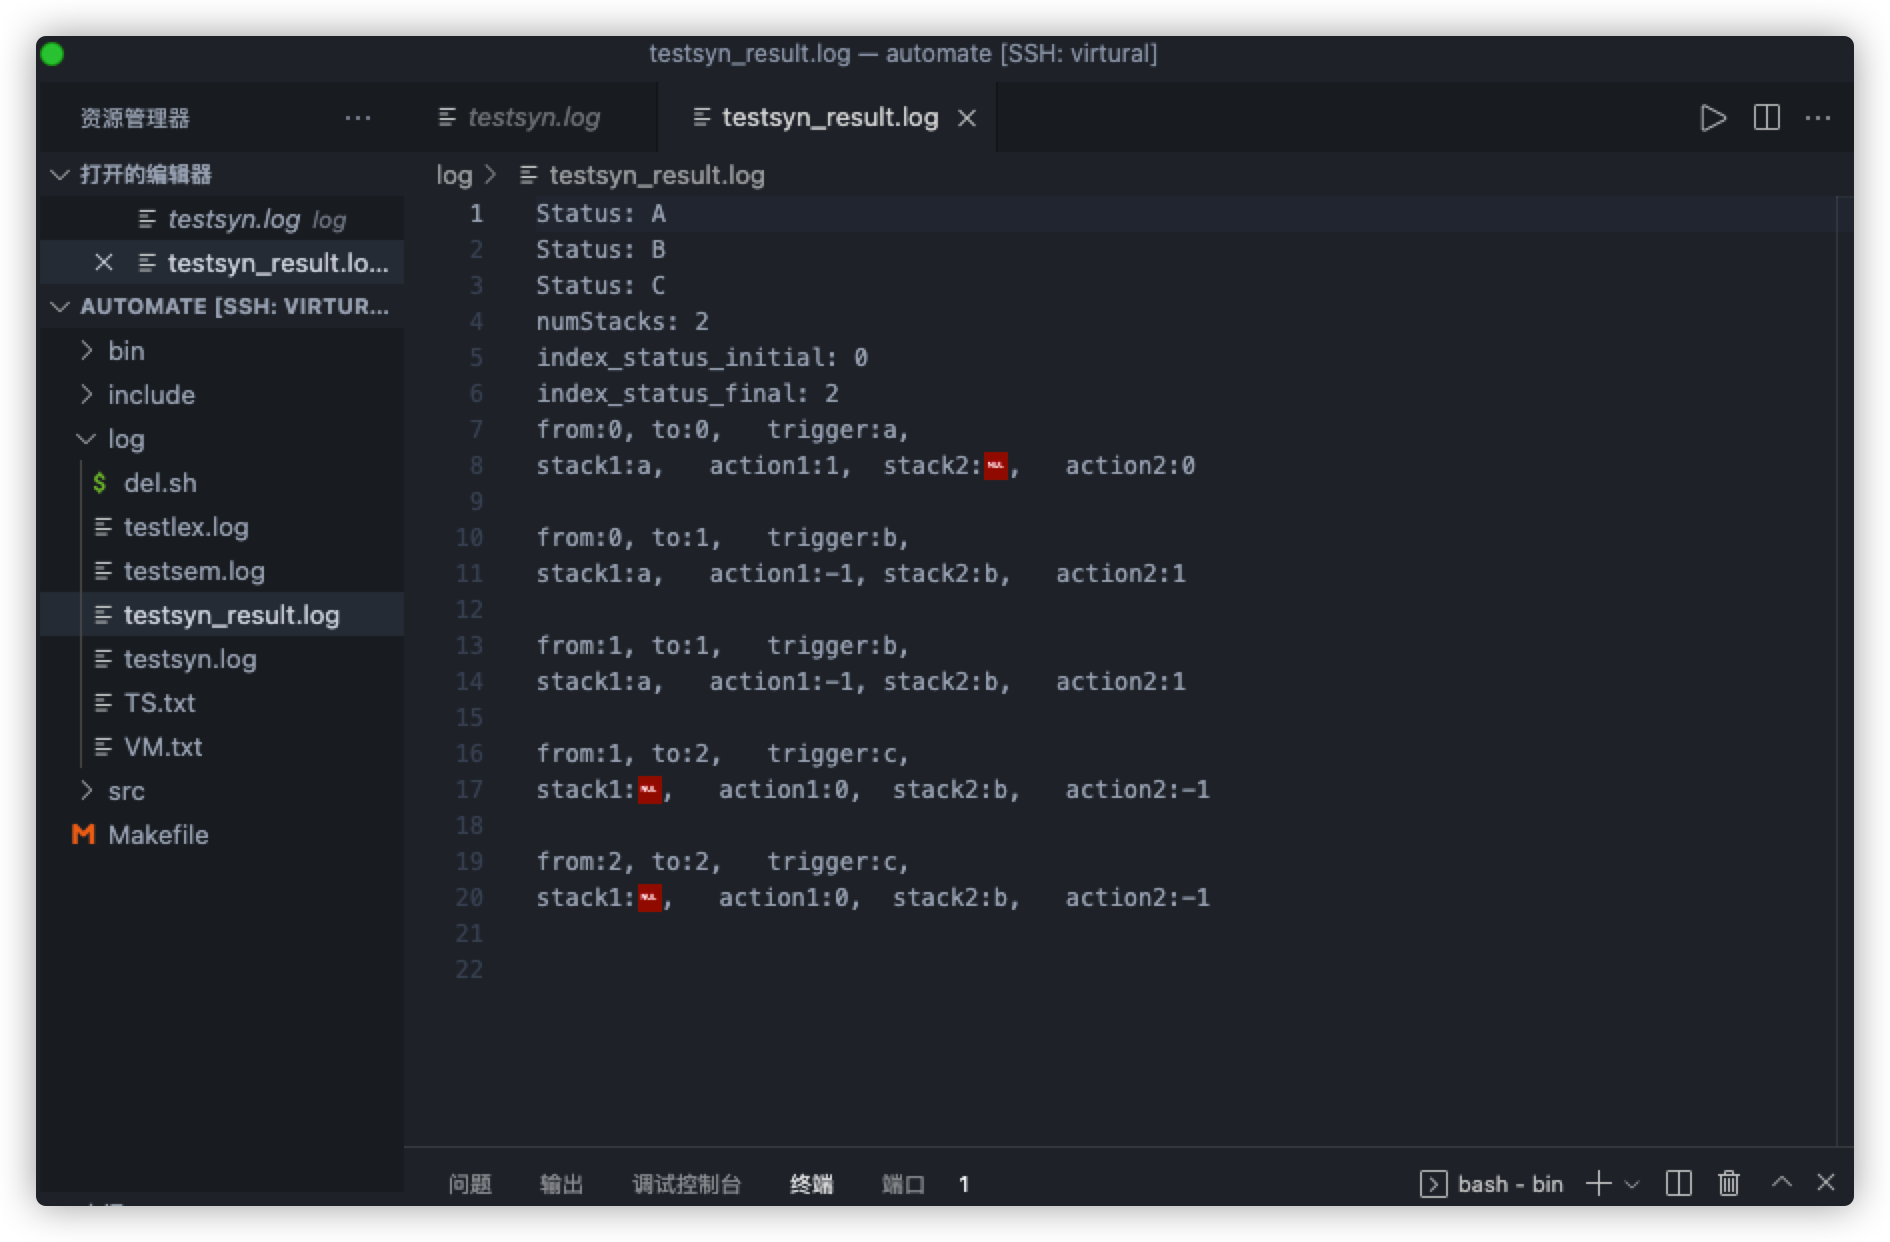 testsyn_result.log — automate [SSH: virtural]
资源管理器 ···
testsyn.log
testsyn_result.log
打开的编辑器
testsyn.log log
testsyn_result.lo...
AUTOMATE [SSH: VIRTUR...
bin
include
log
$ del.sh
testlex.log
testsem.log
testsyn_result.log
testsyn.log
TS.txt
VM.txt
src
M Makefile
log > testsyn_result.log
1 Status: A
2 Status: B
3 Status: C
4 numStacks: 2
5 index_status_initial: 0
6 index_status_final: 2
7 from:0, to:0,   trigger:a,
8 stack1:a,   action1:1,  stack2:NUL,   action2:0
9
10 from:0, to:1,   trigger:b,
11 stack1:a,   action1:-1, stack2:b,   action2:1
12
13 from:1, to:1,   trigger:b,
14 stack1:a,   action1:-1, stack2:b,   action2:1
15
16 from:1, to:2,   trigger:c,
17 stack1:NUL,   action1:0,  stack2:b,   action2:-1
18
19 from:2, to:2,   trigger:c,
20 stack1:NUL,   action1:0,  stack2:b,   action2:-1
21
22
问题 输出 调试控制台 终端 端口 1
bash - bin